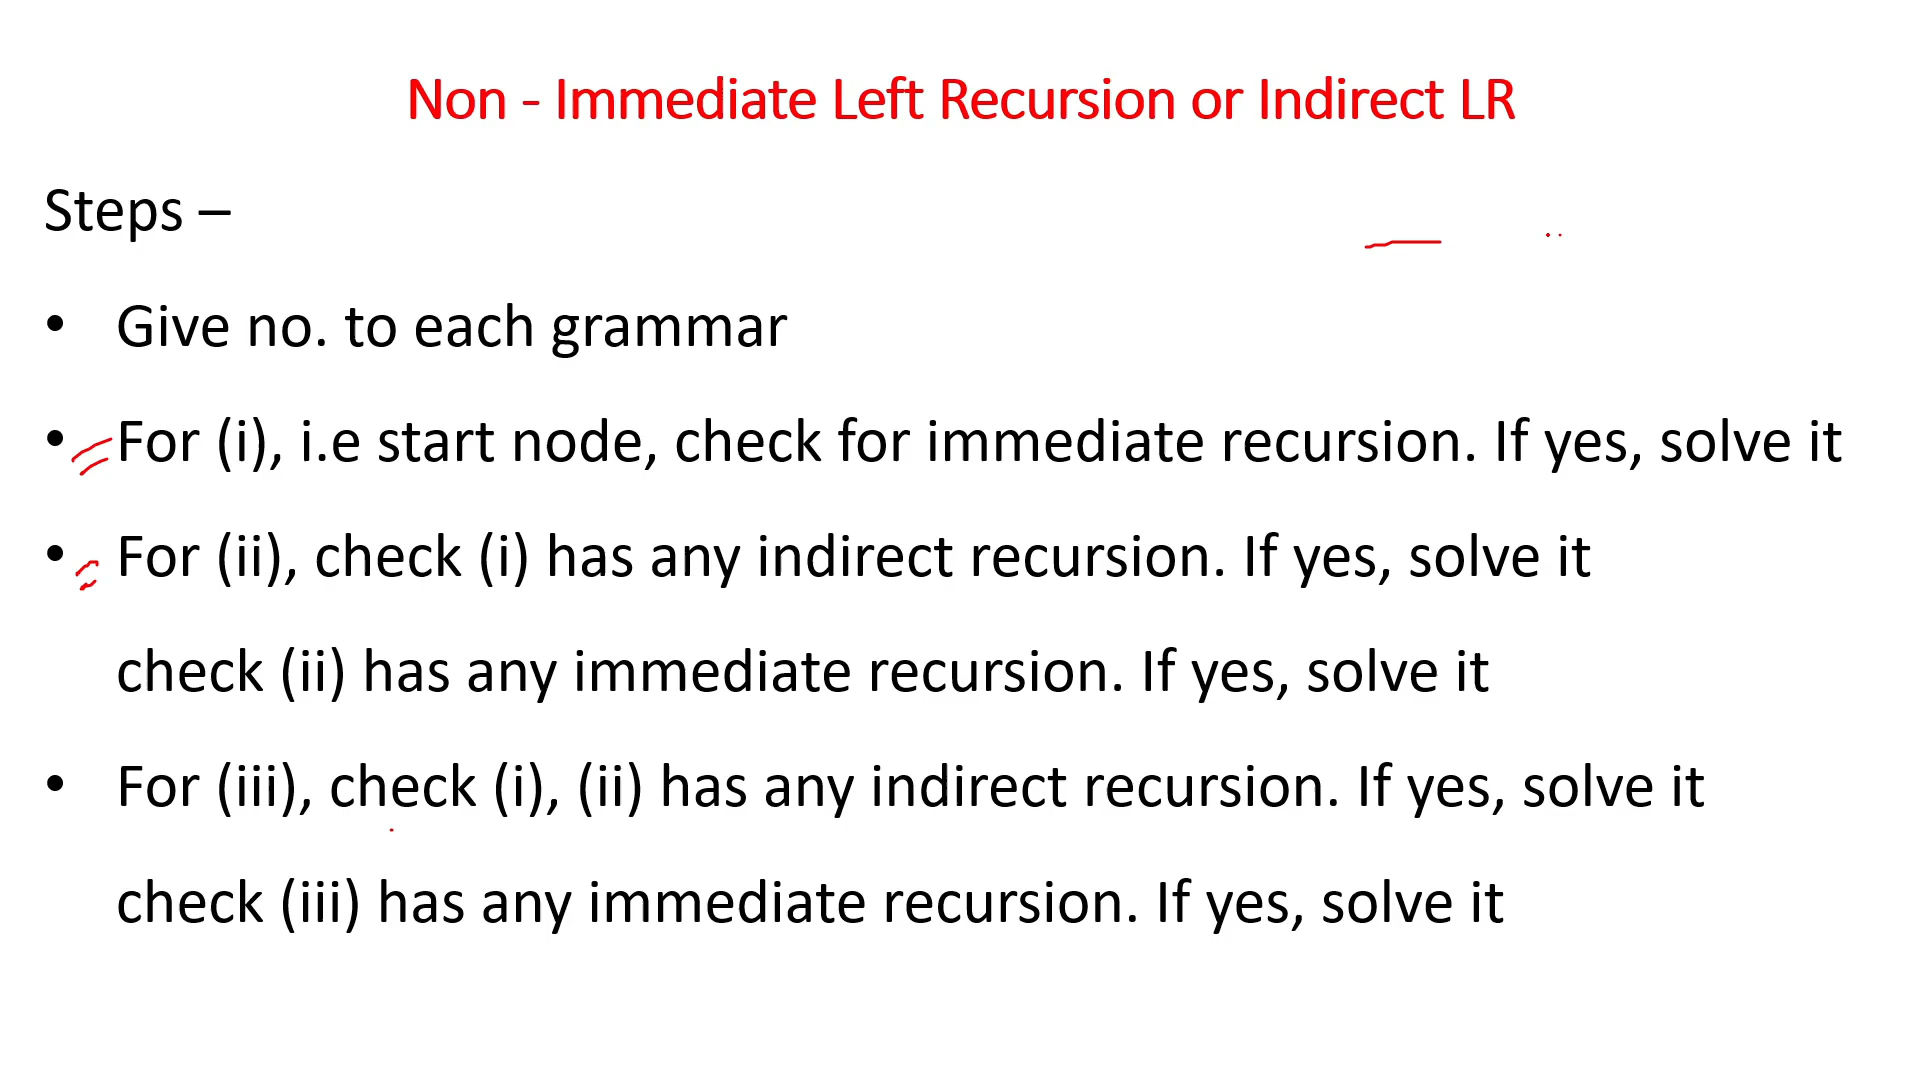 Non - Immediate Left Recursion or Indirect LR
Steps –
• Give no. to each grammar
• For (i), i.e start node, check for immediate recursion. If yes, solve it
• For (ii), check (i) has any indirect recursion. If yes, solve it
check (ii) has any immediate recursion. If yes, solve it
• For (iii), check (i), (ii) has any indirect recursion. If yes, solve it
check (iii) has any immediate recursion. If yes, solve it